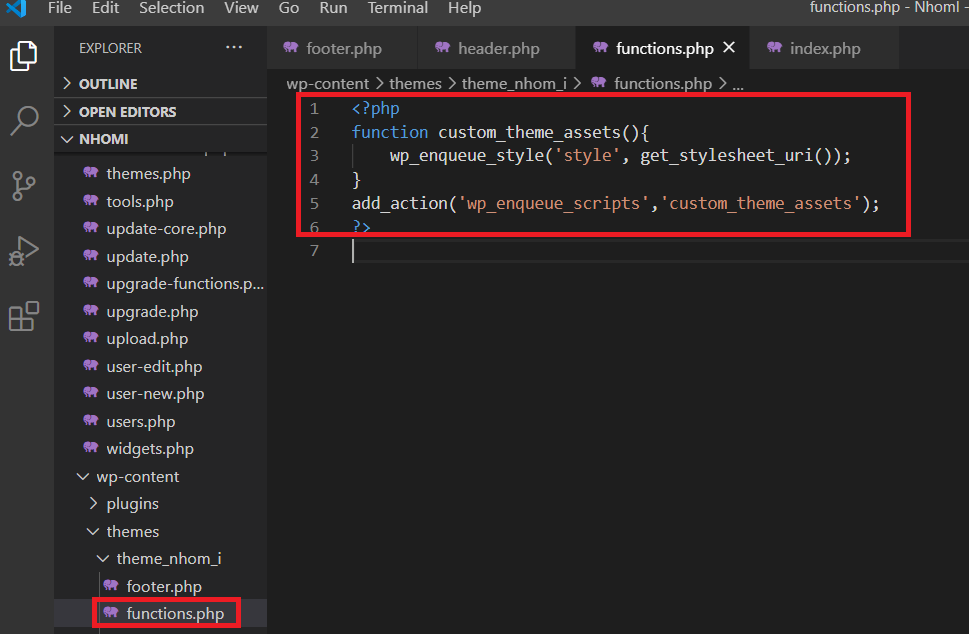 File Edit Selection View Go Run Terminal Help functions.php - NhomI -
EXPLORER ...
footer.php header.php functions.php index.php
OUTLINE
OPEN EDITORS
NHOMI
themes.php
tools.php
update-core.php
update.php
upgrade-functions.p...
upgrade.php
upload.php
user-edit.php
user-new.php
users.php
widgets.php
wp-content
plugins
themes
theme_nhom_i
footer.php
functions.php
wp-content > themes > theme_nhom_i > functions.php > ...
1 <?php
2 function custom_theme_assets(){
3 wp_enqueue_style('style', get_stylesheet_uri());
4 }
5 add_action('wp_enqueue_scripts','custom_theme_assets');
6 ?>
7